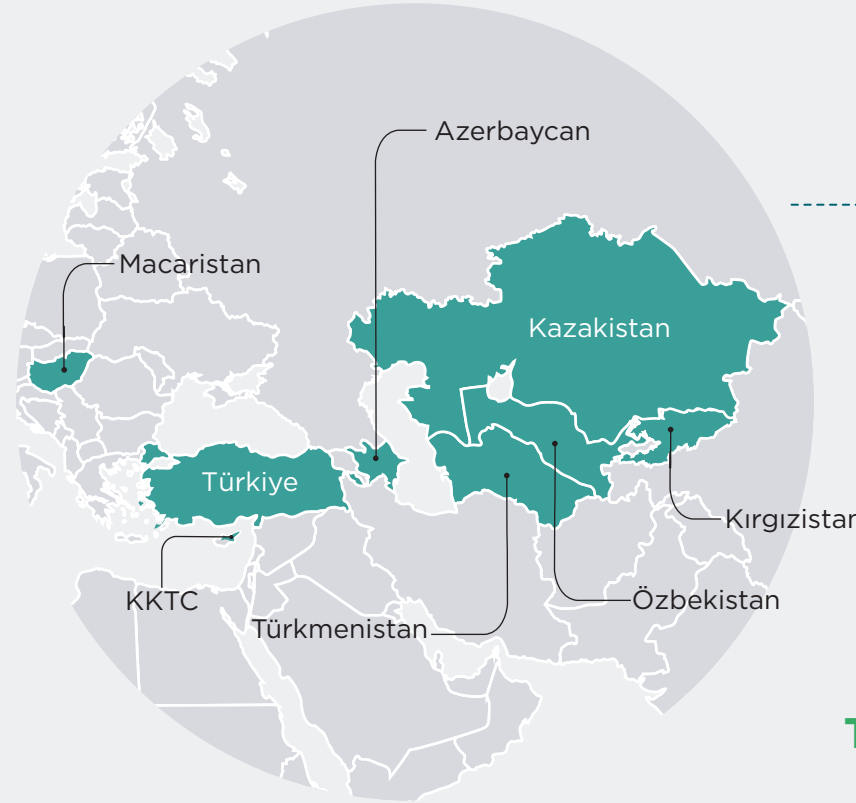 Azerbaycan
Macaristan
Kazakistan
Türkiye
Kırgızistan
KKTC
Özbekistan
Türkmenistan
T